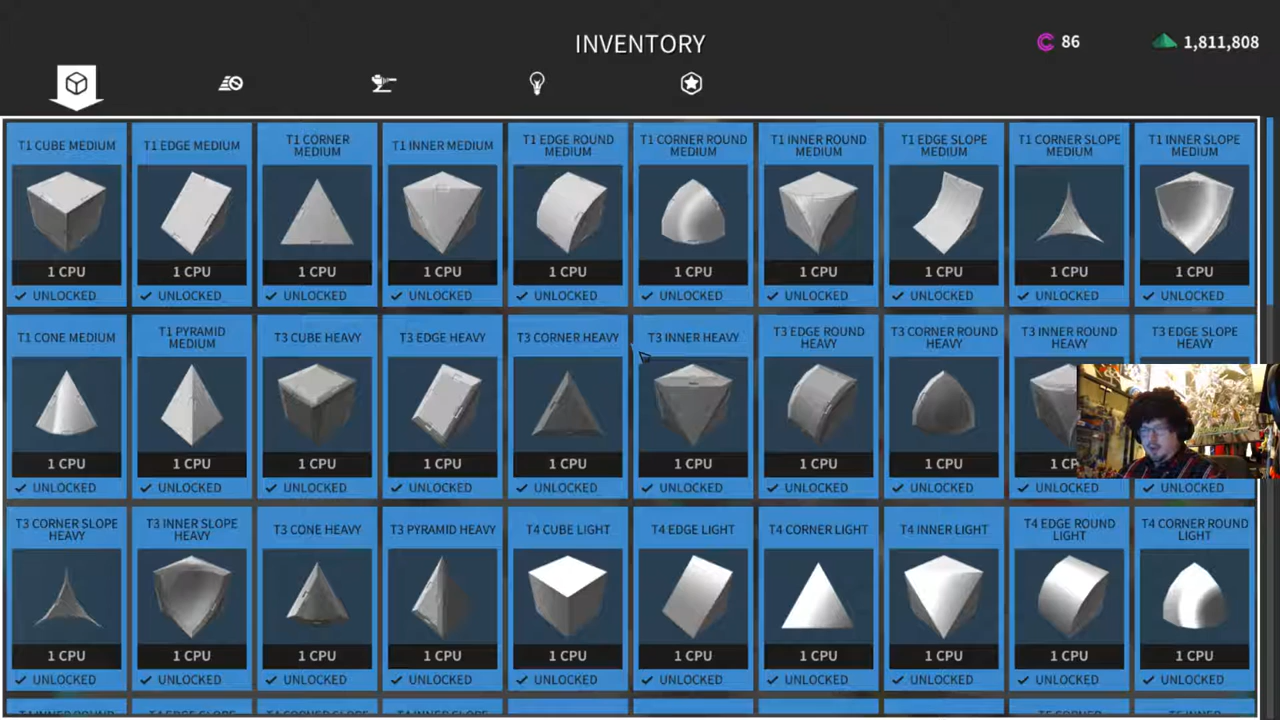 INVENTORY
86
1,811,808
T1 CUBE MEDIUM
T1 EDGE MEDIUM
T1 CORNER
MEDIUM
T1 INNER MEDIUM
T1 EDGE ROUND
MEDIUM
T1 CORNER ROUND
MEDIUM
T1 INNER ROUND
MEDIUM
T1 EDGE SLOPE
MEDIUM
T1 CORNER SLOPE
MEDIUM
T1 INNER SLOPE
MEDIUM
1 CPU
1 CPU
1 CPU
1 CPU
1 CPU
1 CPU
1 CPU
1 CPU
1 CPU
1 CPU
UNLOCKED
UNLOCKED
UNLOCKED
UNLOCKED
UNLOCKED
UNLOCKED
UNLOCKED
UNLOCKED
UNLOCKED
UNLOCKED
T1 CONE MEDIUM
T1 PYRAMID
MEDIUM
T3 CUBE HEAVY
T3 EDGE HEAVY
T3 CORNER HEAVY
T3 INNER HEAVY
T3 EDGE ROUND
HEAVY
T3 CORNER ROUND
HEAVY
T3 INNER ROUND
HEAVY
T3 EDGE SLOPE
HEAVY
1 CPU
1 CPU
1 CPU
1 CPU
1 CPU
1 CPU
1 CPU
1 CPU
UNLOCKED
UNLOCKED
UNLOCKED
UNLOCKED
UNLOCKED
UNLOCKED
UNLOCKED
UNLOCKED
UNLOCKED
UNLOCKED
T3 CORNER SLOPE
HEAVY
T3 INNER SLOPE
HEAVY
T3 CONE HEAVY
T3 PYRAMID HEAVY
T4 CUBE LIGHT
T4 EDGE LIGHT
T4 CORNER LIGHT
T4 INNER LIGHT
T4 EDGE ROUND
LIGHT
T4 CORNER ROUND
LIGHT
1 CPU
1 CPU
1 CPU
1 CPU
1 CPU
1 CPU
1 CPU
1 CPU
1 CPU
1 CPU
UNLOCKED
UNLOCKED
UNLOCKED
UNLOCKED
UNLOCKED
UNLOCKED
UNLOCKED
UNLOCKED
UNLOCKED
UNLOCKED